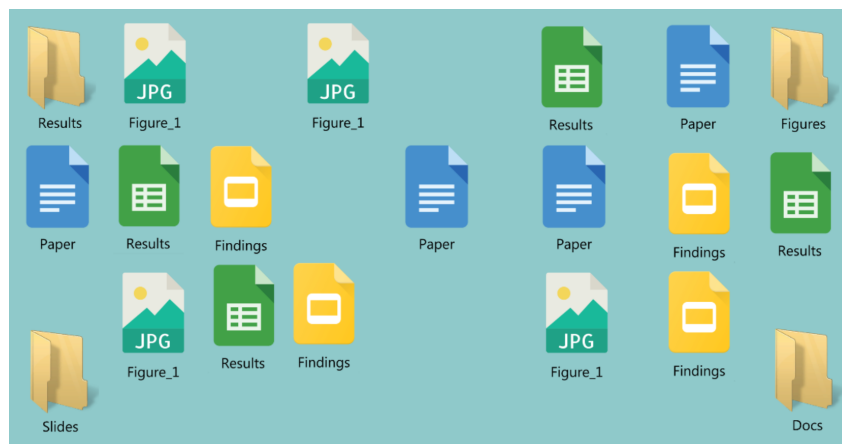 Results
JPG
Figure_1
JPG
Figure_1
Results
Paper
Figures
Paper
Results
Findings
Paper
Paper
Findings
Results
JPG
Figure_1
Results
Findings
JPG
Figure_1
Findings
Slides
Docs